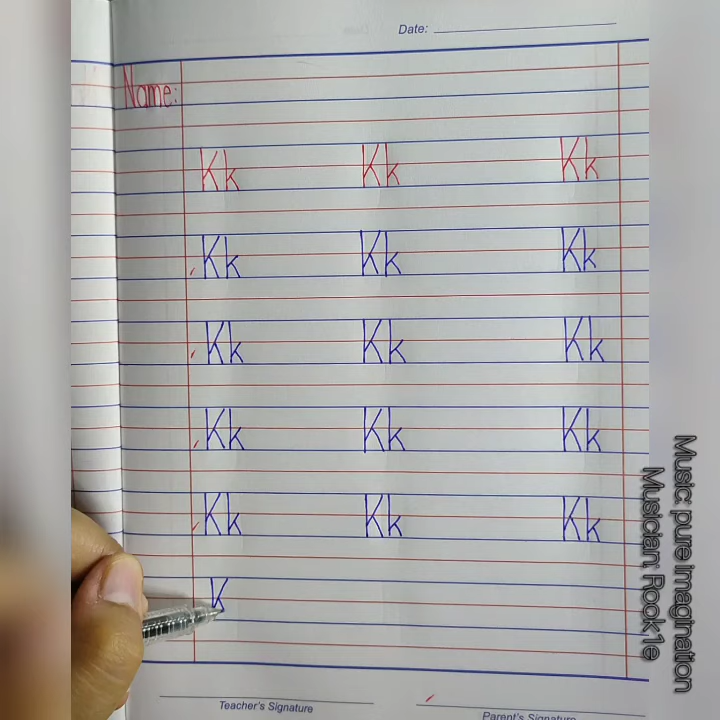 Date:
Name:
Kk Kk Kk
Kk Kk Kk
Kk Kk Kk
Kk Kk Kk
Kk Kk Kk
K
Teacher's Signature
Parent's Signature
Music: pure imagination
Musician: Rook1e